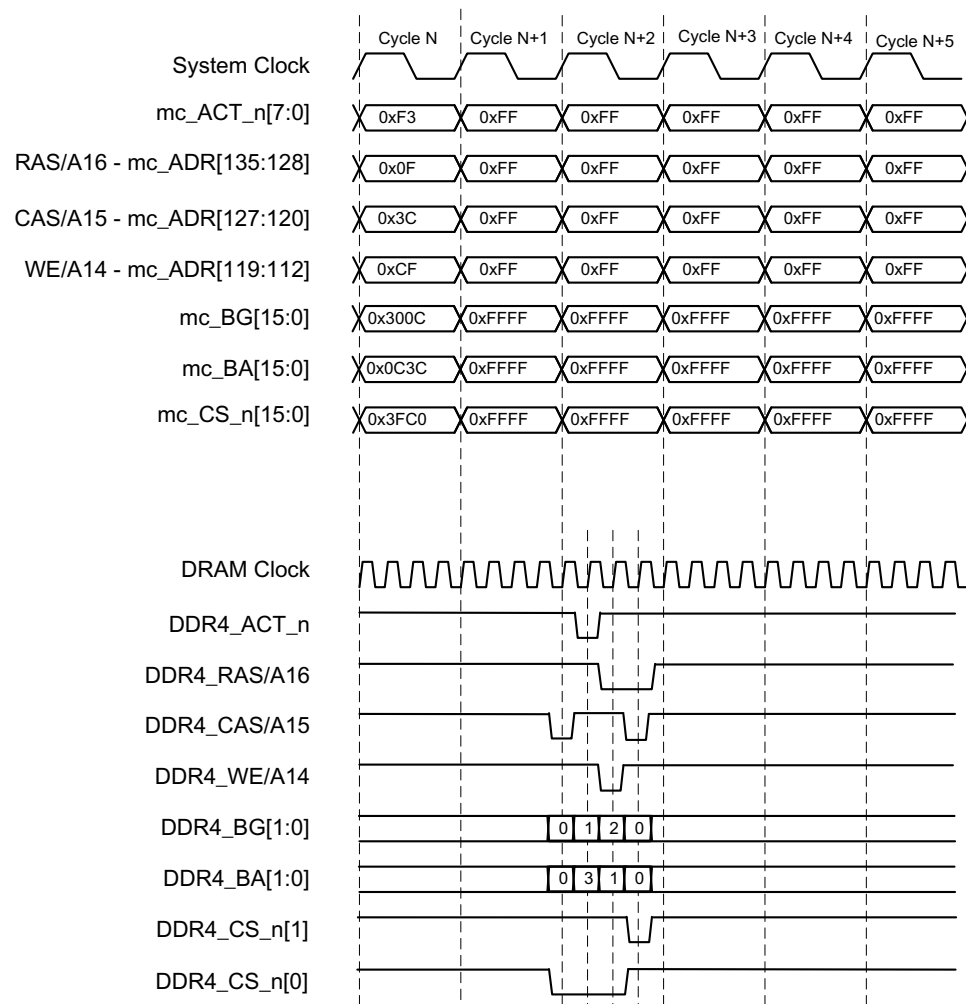 Cycle N Cycle N+1 Cycle N+2 Cycle N+3 Cycle N+4 Cycle N+5
System Clock
mc_ACT_n[7:0] 0xF3 0xFF 0xFF 0xFF 0xFF 0xFF
RAS/A16 - mc_ADR[135:128] 0x0F 0xFF 0xFF 0xFF 0xFF 0xFF
CAS/A15 - mc_ADR[127:120] 0x3C 0xFF 0xFF 0xFF 0xFF 0xFF
WE/A14 - mc_ADR[119:112] 0xCF 0xFF 0xFF 0xFF 0xFF 0xFF
mc_BG[15:0] 0x300C 0xFFFF 0xFFFF 0xFFFF 0xFFFF 0xFFFF
mc_BA[15:0] 0x0C3C 0xFFFF 0xFFFF 0xFFFF 0xFFFF 0xFFFF
mc_CS_n[15:0] 0x3FC0 0xFFFF 0xFFFF 0xFFFF 0xFFFF 0xFFFF
DRAM Clock
DDR4_ACT_n
DDR4_RAS/A16
DDR4_CAS/A15
DDR4_WE/A14
DDR4_BG[1:0] 0 1 2 0
DDR4_BA[1:0] 0 3 1 0
DDR4_CS_n[1]
DDR4_CS_n[0]